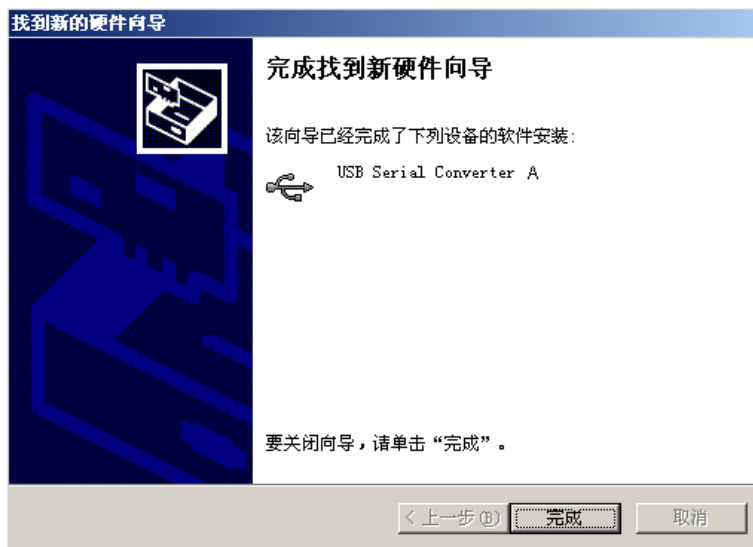 找到新的硬件向导
完成找到新硬件向导
该向导已经完成了下列设备的软件安装:
USB Serial Converter A
要关闭向导，请单击“完成”。
< 上一步(B)
完成
取消